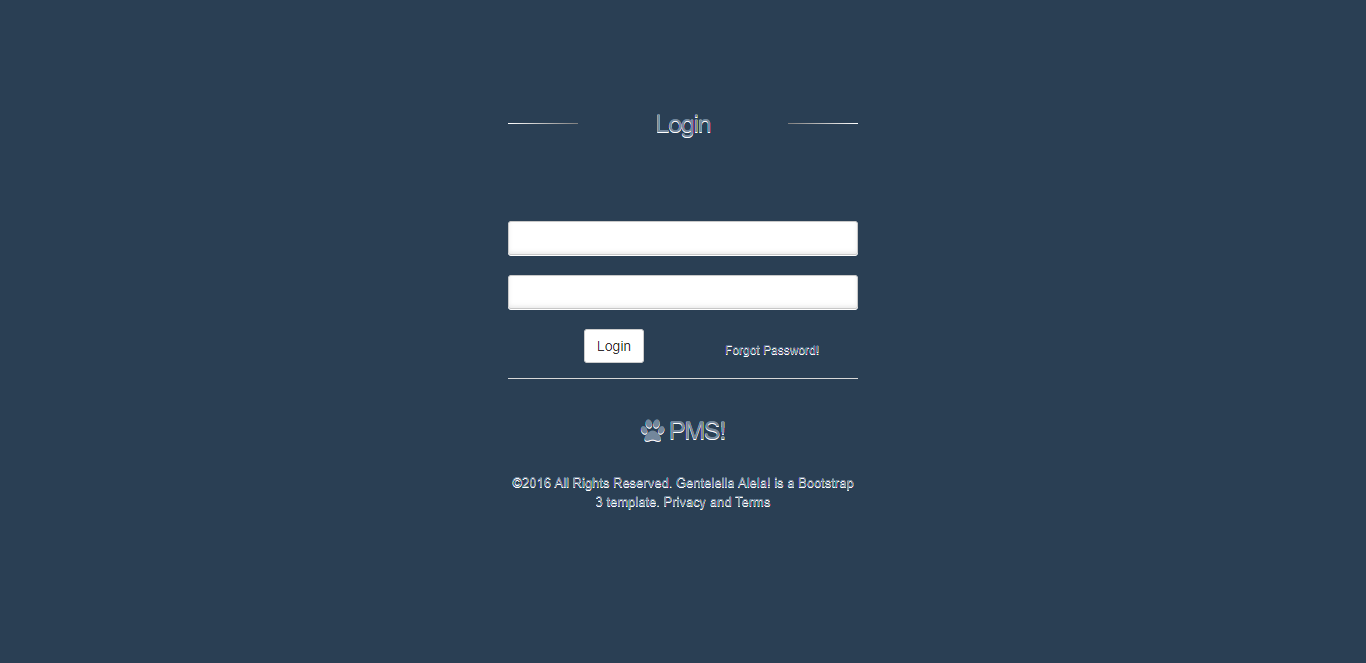 Login
Login
Forgot Password!
PMS!
©2016 All Rights Reserved. Gentelella Alela! is a Bootstrap
3 template. Privacy and Terms